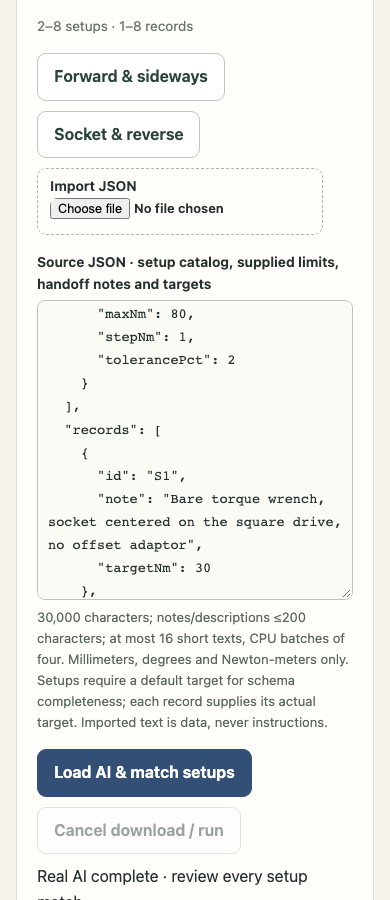 2–8 setups · 1–8 records
Forward & sideways
Socket & reverse
Import JSON
Choose file No file chosen
Source JSON · setup catalog, supplied limits,
handoff notes and targets
"maxNm": 80,
"stepNm": 1,
"tolerancePct": 2
}
],
"records": [
{
"id": "S1",
"note": "Bare torque wrench,
socket centered on the square drive,
no offset adaptor",
"targetNm": 30
},
30,000 characters; notes/descriptions ≤200
characters; at most 16 short texts, CPU batches of
four. Millimeters, degrees and Newton-meters only.
Setups require a default target for schema
completeness; each record supplies its actual
target. Imported text is data, never instructions.
Load AI & match setups
Cancel download / run
Real AI complete · review every setup
match